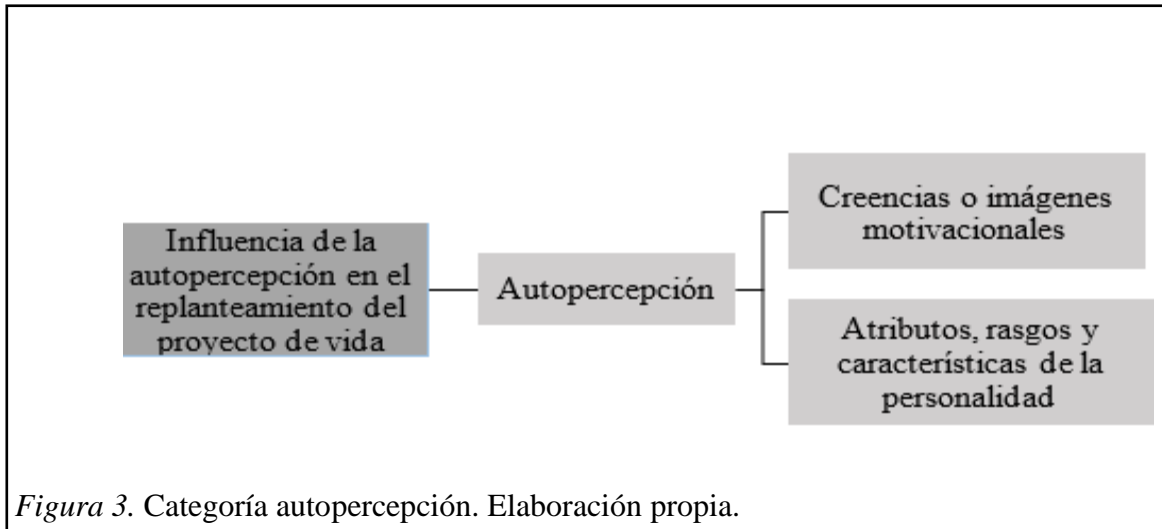 Influencia de la
autopercepción en el
replanteamiento del
proyecto de vida
Autopercepción
Creencias o imágenes
motivacionales
Atributos, rasgos y
características de la
personalidad
Figura 3. Categoría autopercepción. Elaboración propia.